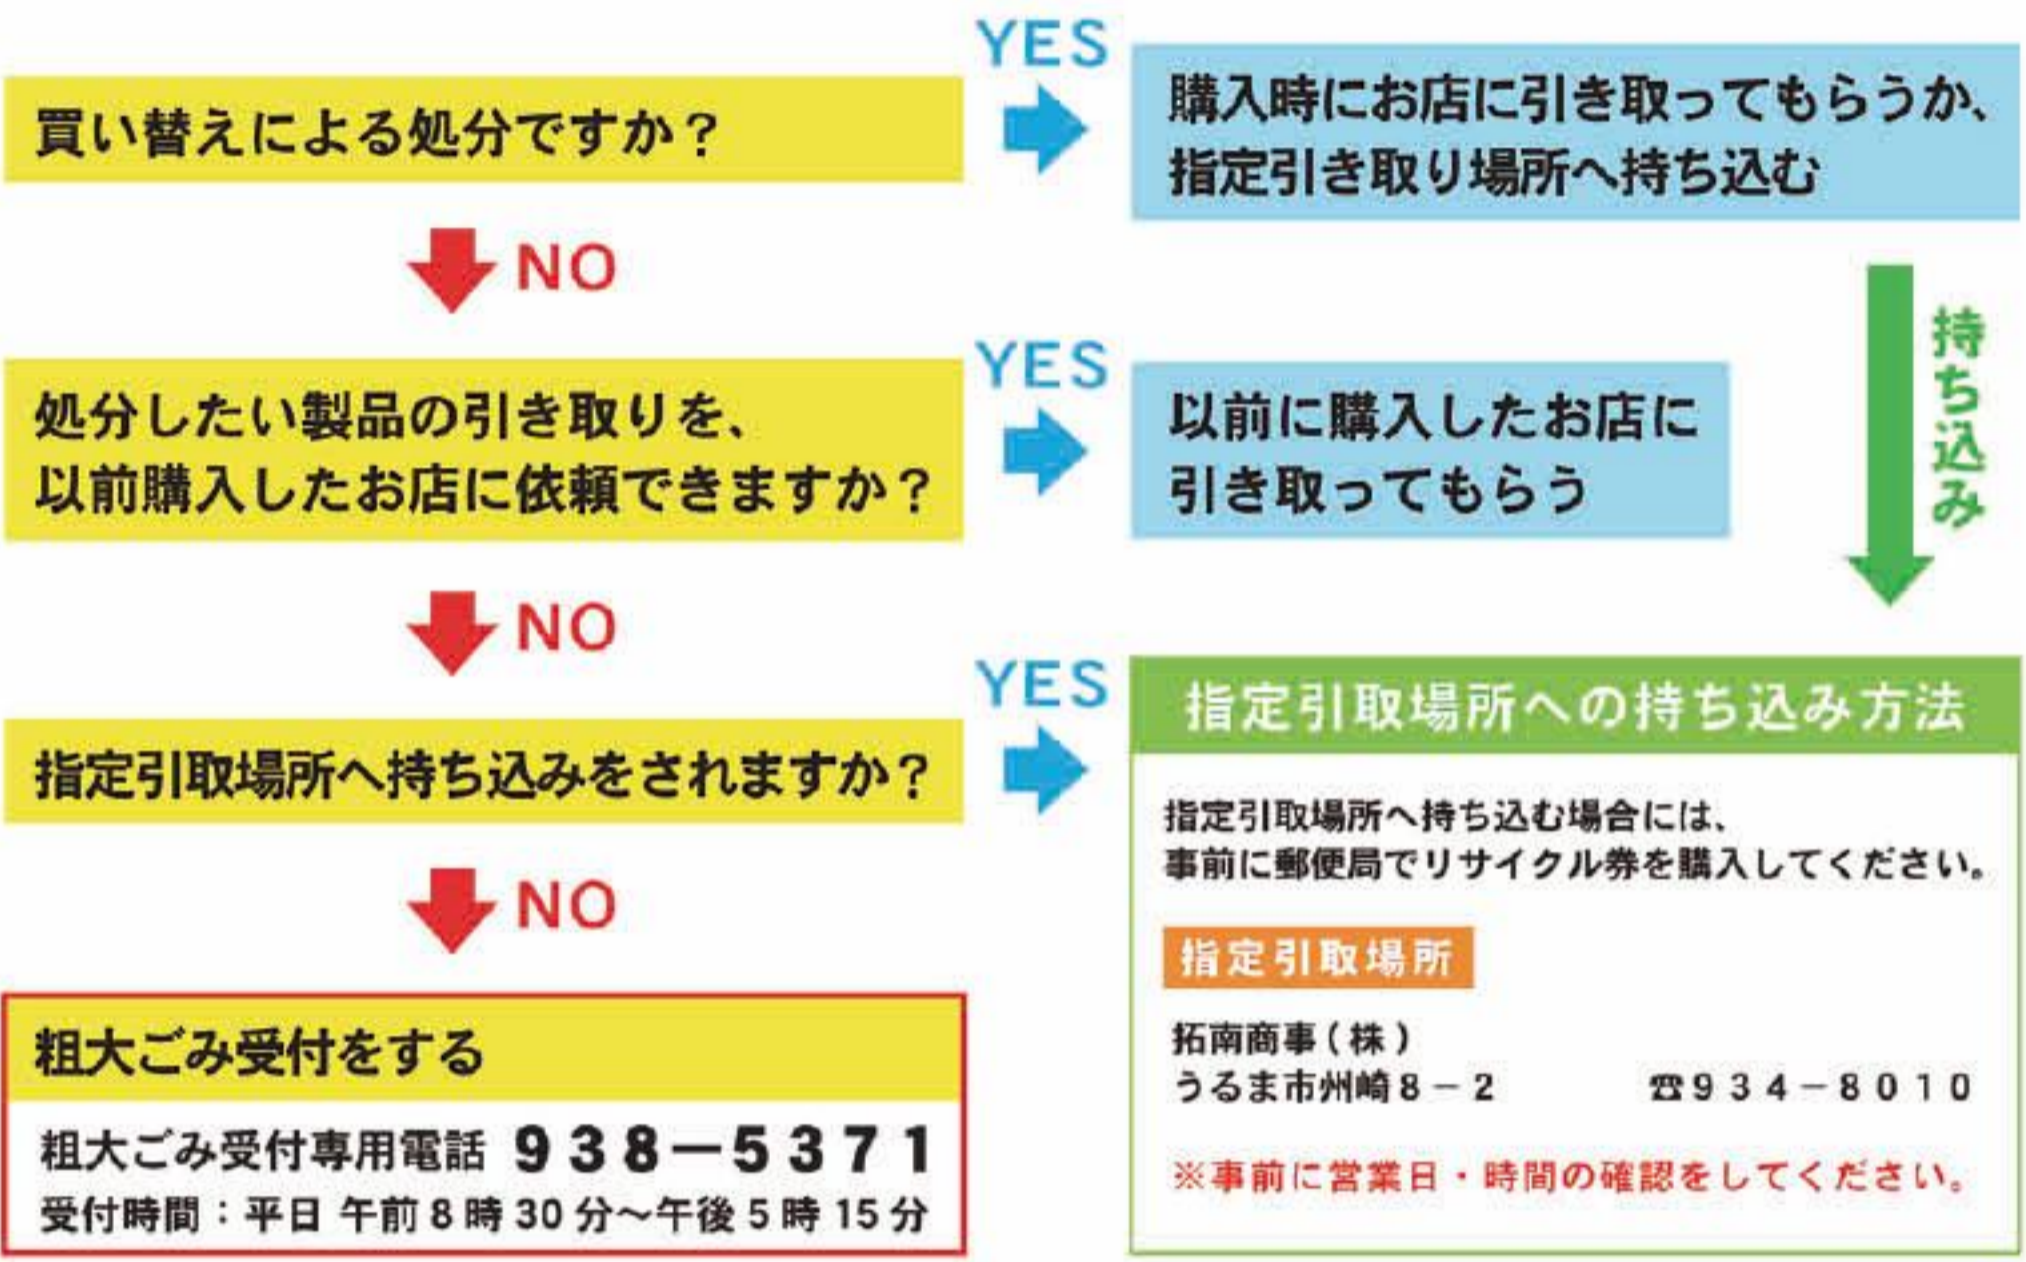 買い替えによる処分ですか？
YES
購入時にお店に引き取ってもらうか、
指定引き取り場所へ持ち込む
NO
持ち込み
処分したい製品の引き取りを、
以前購入したお店に依頼できますか？
YES
以前に購入したお店に
引き取ってもらう
NO
指定引取場所へ持ち込みをされますか？
YES
指定引取場所への持ち込み方法
指定引取場所へ持ち込む場合には、
事前に郵便局でリサイクル券を購入してください。
指定引取場所
拓南商事(株)
うるま市州崎8－2 ☎934－8010
※事前に営業日・時間の確認をしてください。
NO
粗大ごみ受付をする
粗大ごみ受付専用電話 938－5371
受付時間：平日 午前8時30分～午後5時15分